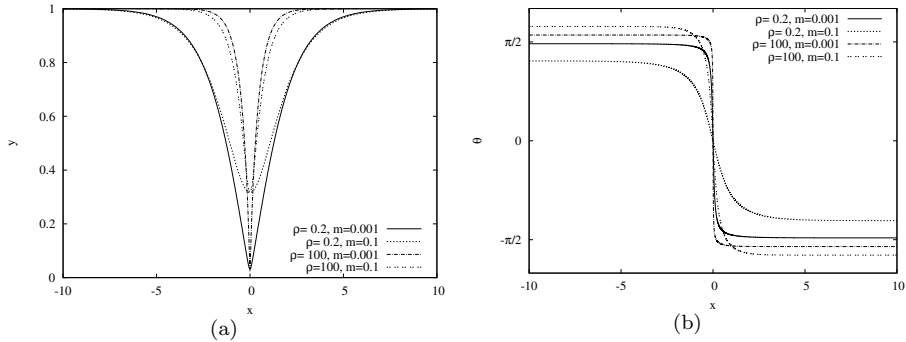 1
0.8
0.6
0.4
0.2
0
y
-10
-5
0
5
10
x
ρ= 0.2, m=0.001
ρ= 0.2, m=0.1
ρ= 100, m=0.001
ρ=100, m=0.1
(a)
π/2
0
-π/2
θ
-10
-5
0
5
10
x
ρ= 0.2, m=0.001
ρ= 0.2, m=0.1
ρ= 100, m=0.001
ρ=100, m=0.1
(b)